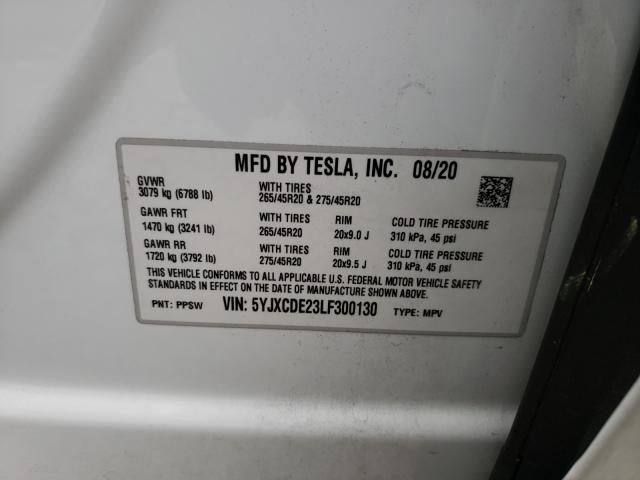 MFD BY TESLA, INC. 08/20
GVWR
3079 kg (6788 lb)
WITH TIRES
265/45R20 & 275/45R20
GAWR FRT WITH TIRES RIM COLD TIRE PRESSURE
1470 kg (3241 lb) 265/45R20 20x9.0 J 310 kPa, 45 psi
GAWR RR WITH TIRES RIM COLD TIRE PRESSURE
1720 kg (3792 lb) 275/45R20 20x9.5 J 310 kPa, 45 psi
THIS VEHICLE CONFORMS TO ALL APPLICABLE U.S. FEDERAL MOTOR VEHICLE SAFETY
STANDARDS IN EFFECT ON THE DATE OF MANUFACTURE SHOWN ABOVE.
PNT: PPSW VIN: 5YJXCDE23LF300130 TYPE: MPV